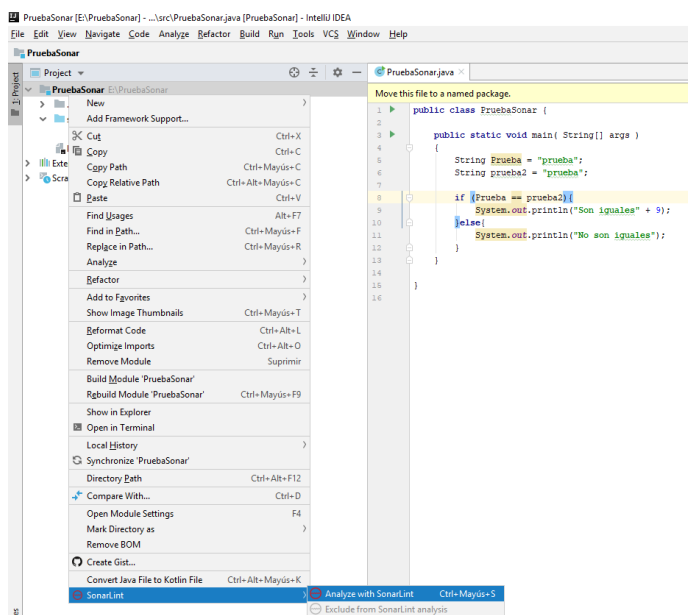 PruebaSonar [E:\PruebaSonar] - ...\src\PruebaSonar.java [PruebaSonar] - IntelliJ IDEA
File Edit View Navigate Code Analyze Refactor Build Run Tools VCS Window Help
PruebaSonar
1: Project
Project
PruebaSonar E:\PruebaSonar
New
Add Framework Support...
Cut Ctrl+X
Copy
Copy Path Ctrl+Mayús+C
Copy Relative Path Ctrl+Alt+Mayús+C
Paste Ctrl+V
Find Usages Alt+F7
Find in Path... Ctrl+Mayús+F
Replace in Path... Ctrl+Mayús+R
Analyze
Refactor
Add to Favorites
Show Image Thumbnails Ctrl+Mayús+T
Reformat Code Ctrl+Alt+L
Optimize Imports Ctrl+Alt+O
Remove Module Suprimir
Build Module 'PruebaSonar'
Rebuild Module 'PruebaSonar' Ctrl+Mayús+F9
Show in Explorer
Open in Terminal
Local History
Synchronize 'PruebaSonar'
Directory Path Ctrl+Alt+F12
Compare With... Ctrl+D
Open Module Settings F4
Mark Directory as
Remove BOM
Create Gist...
Convert Java File to Kotlin File Ctrl+Alt+Mayús+K
SonarLint
Analyze with SonarLint Ctrl+Mayús+S
Exclude from SonarLint analysis
Exte
Scra
PruebaSonar.java
Move this file to a named package.
1 public class PruebaSonar {
2
3 public static void main( String[] args )
4 {
5 String Prueba = "prueba";
6 String prueba2 = "prueba";
7
8 if (Prueba == prueba2){
9 System.out.println("Son iguales" + 9);
10 }else{
11 System.out.println("No son iguales");
12 }
13 }
14
15 }
16